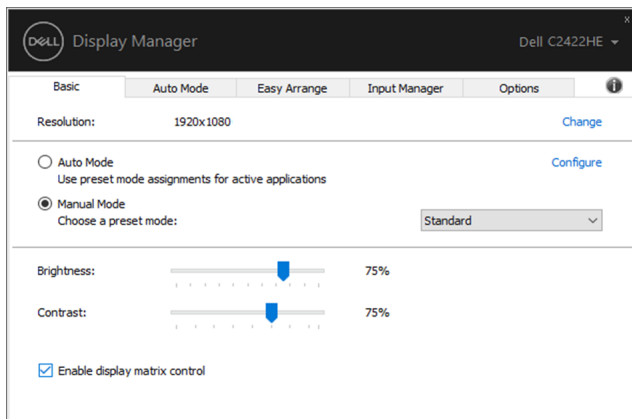 x
DELL Display Manager Dell C2422HE
Basic Auto Mode Easy Arrange Input Manager Options i
Resolution: 1920x1080 Change
Auto Mode Configure
Use preset mode assignments for active applications
Manual Mode
Choose a preset mode: Standard
Brightness: 75%
Contrast: 75%
Enable display matrix control